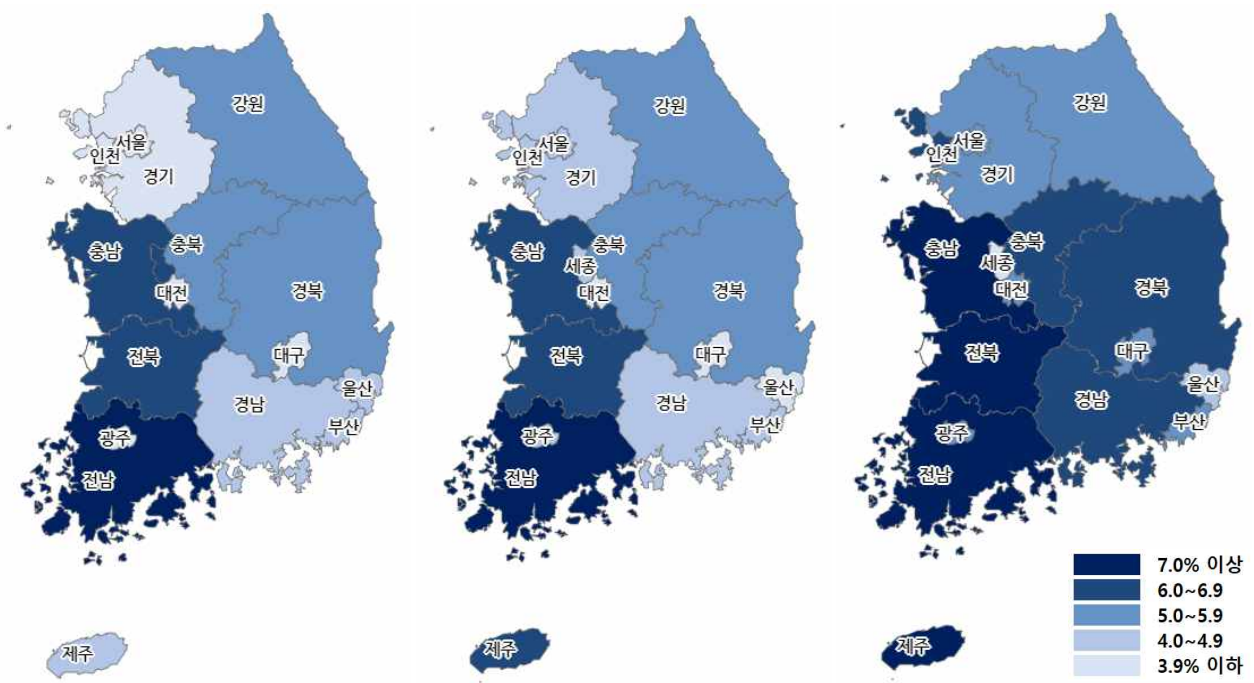 강원
서울
인천
경기
충남
충북
대전
경북
전북
대구
울산
경남
부산
광주
전남
제주
강원
서울
인천
경기
충남
충북
세종
대전
경북
전북
대구
울산
경남
부산
광주
전남
제주
강원
서울
인천
경기
충남
충북
세종
대전
경북
전북
대구
울산
경남
부산
광주
전남
제주
7.0% 이상
6.0~6.9
5.0~5.9
4.0~4.9
3.9% 이하